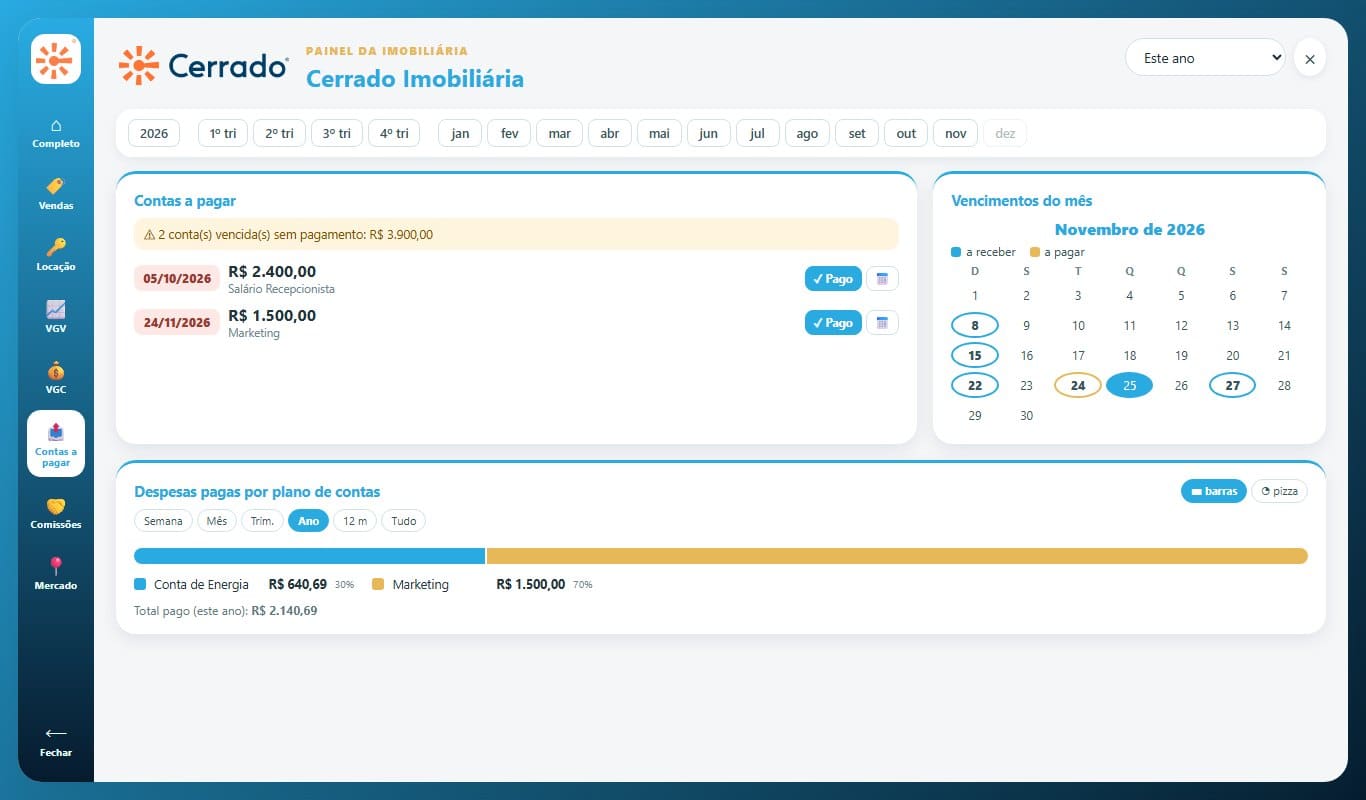 Cerrado
PAINEL DA IMOBILIÁRIA
Cerrado Imobiliária
Este ano
×
Completo
Vendas
Locação
VGV
VGC
Contas a
pagar
Comissões
Mercado
Fechar
2026 1º tri 2º tri 3º tri 4º tri jan fev mar abr mai jun jul ago set out nov dez
Contas a pagar
⚠ 2 conta(s) vencida(s) sem pagamento: R$ 3.900,00
05/10/2026 R$ 2.400,00 ✓ Pago
Salário Recepcionista
24/11/2026 R$ 1.500,00 ✓ Pago
Marketing
Vencimentos do mês
Novembro de 2026
a receber a pagar
D S T Q Q S S
1 2 3 4 5 6 7
8 9 10 11 12 13 14
15 16 17 18 19 20 21
22 23 24 25 26 27 28
29 30
Despesas pagas por plano de contas
barras pizza
Semana Mês Trim. Ano 12 m Tudo
Conta de Energia R$ 640,69 30% Marketing R$ 1.500,00 70%
Total pago (este ano): R$ 2.140,69